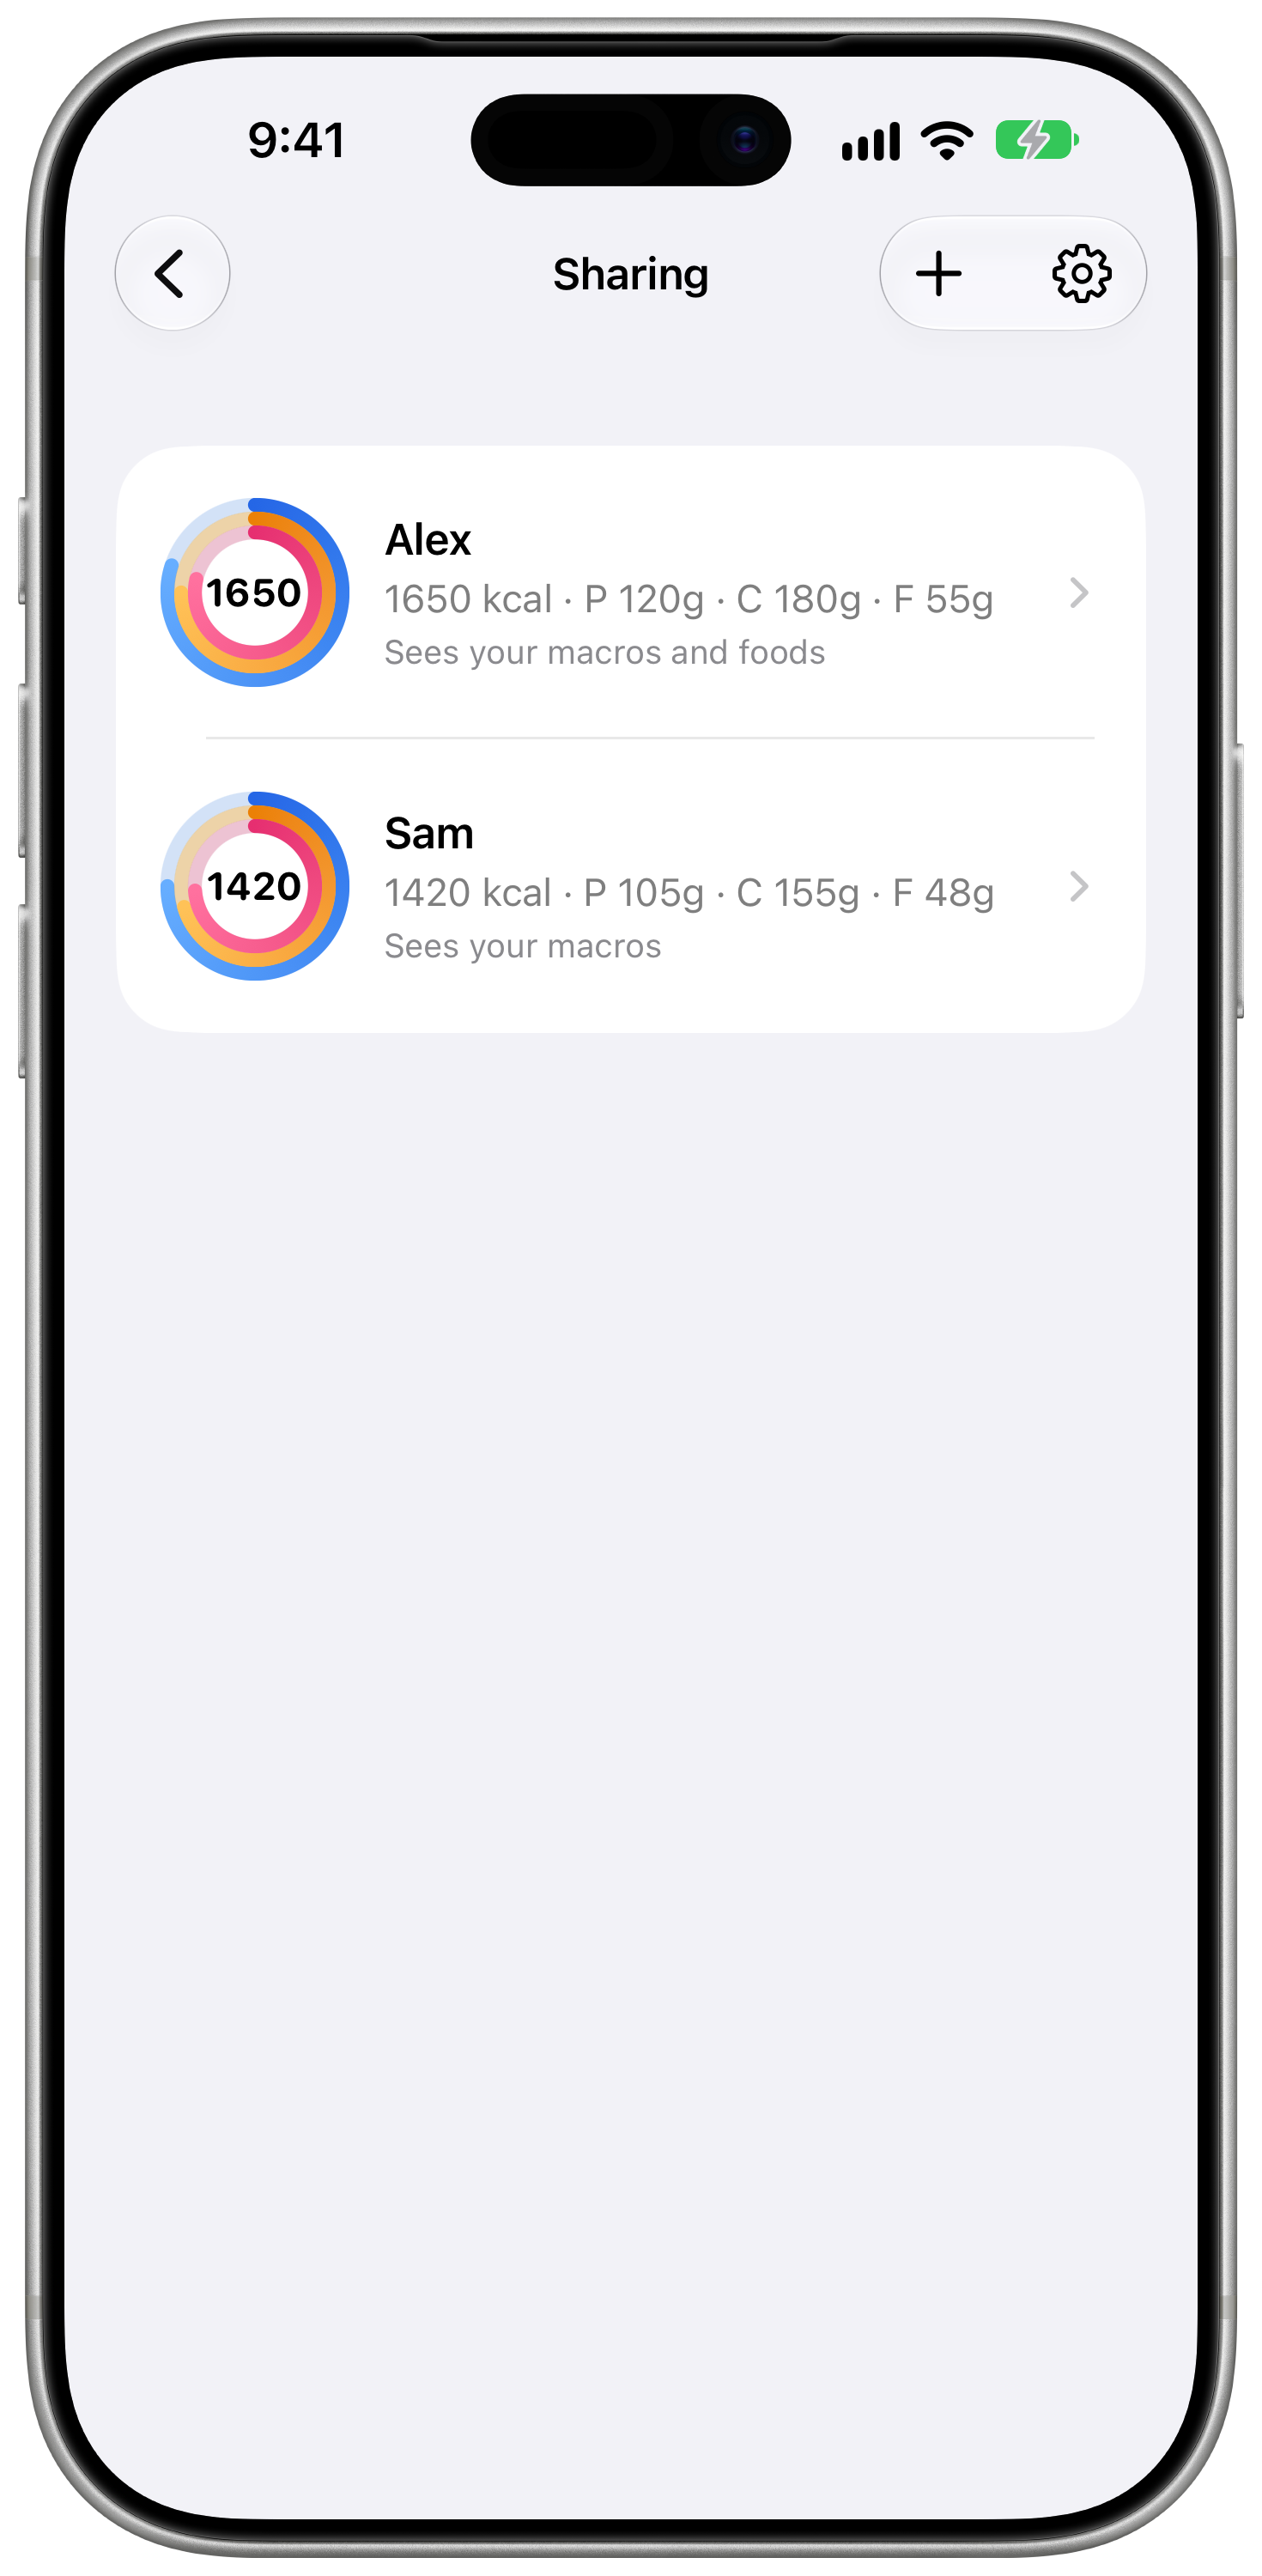 9:41
Sharing
1650
Alex
1650 kcal · P 120g · C 180g · F 55g
Sees your macros and foods
1420
Sam
1420 kcal · P 105g · C 155g · F 48g
Sees your macros